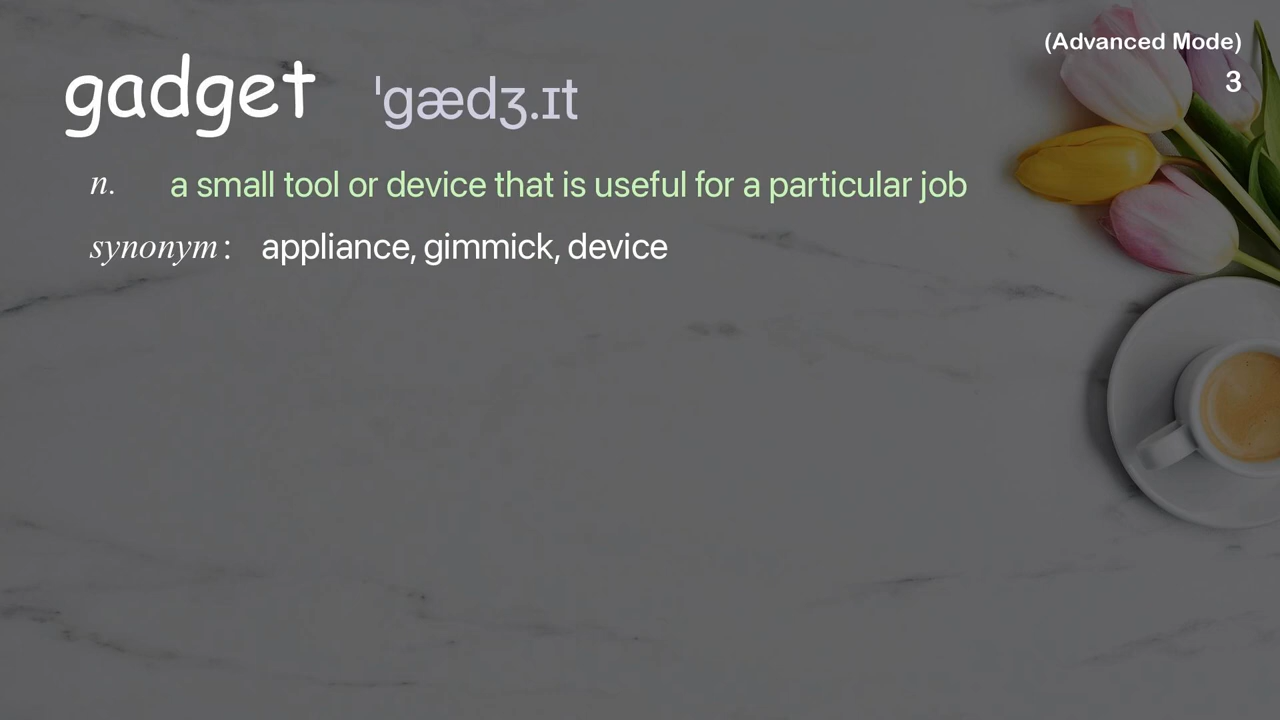 (Advanced Mode)
gadget ˈgædʒ.ɪt
3
n. a small tool or device that is useful for a particular job
synonym: appliance, gimmick, device